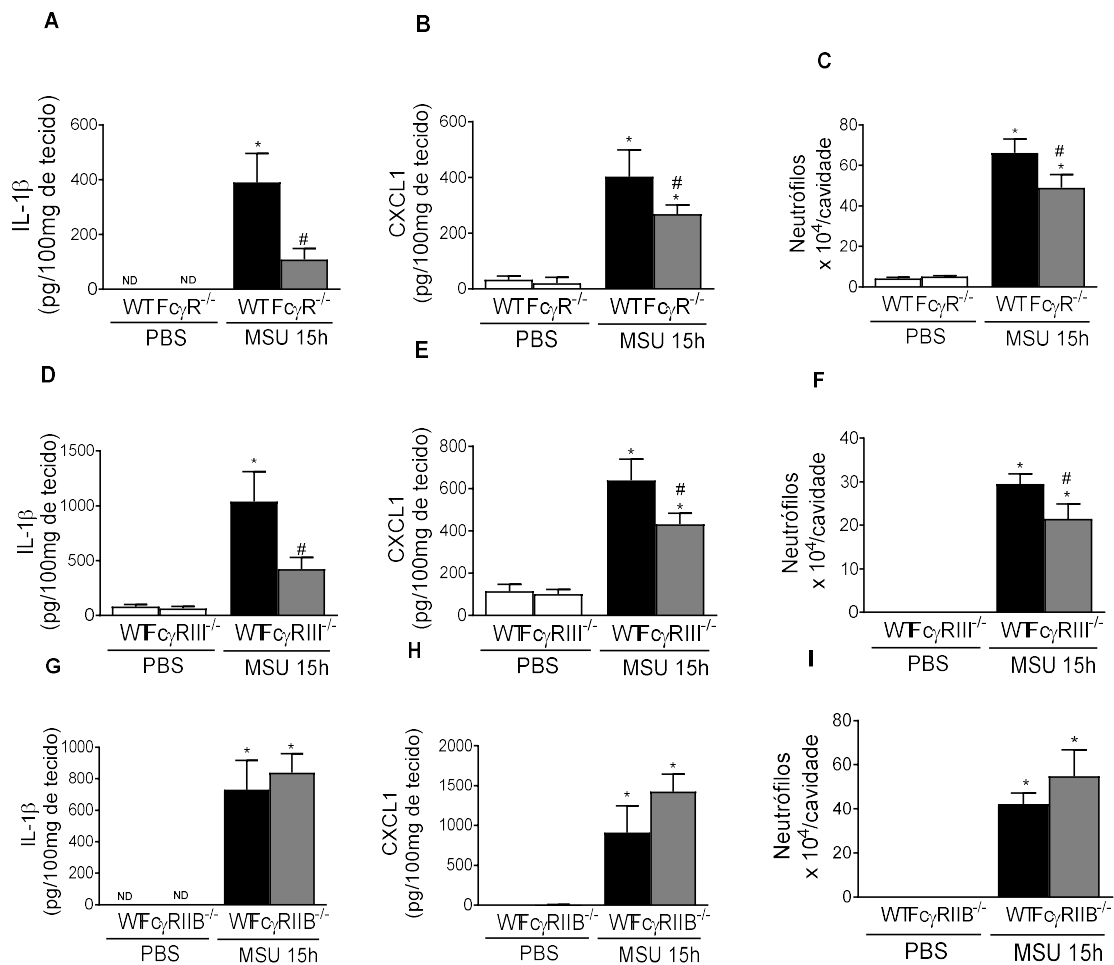 A
IL-1β
(pg/100mg de tecido)
600
400
200
0
*
#
ND
ND
WT FcγR-/-
WT FcγR-/-
PBS
MSU 15h
B
CXCL1
(pg/100mg de tecido)
600
400
200
0
*
#
*
WT FcγR-/-
WT FcγR-/-
PBS
MSU 15h
C
Neutrófilos
x 10⁴/cavidade
80
60
40
20
0
*
#
*
WT FcγR-/-
WT FcγR-/-
PBS
MSU 15h
D
IL-1β
(pg/100mg de tecido)
1500
1000
500
0
*
#
WT FcγRIII-/-
WT FcγRIII-/-
PBS
MSU 15h
E
CXCL1
(pg/100mg de tecido)
800
600
400
200
0
*
#
*
WT FcγRIII-/-
WT FcγRIII-/-
PBS
MSU 15h
F
Neutrófilos
x 10⁴/cavidade
40
30
20
10
0
*
#
*
WT FcγRIII-/-
WT FcγRIII-/-
PBS
MSU 15h
G
IL-1β
(pg/100mg de tecido)
1000
800
600
400
200
0
*
*
ND
ND
WT FcγRIIB-/-
WT FcγRIIB-/-
PBS
MSU 15h
H
CXCL1
(pg/100mg de tecido)
2000
1500
1000
500
0
*
*
WT FcγRIIB-/-
WT FcγRIIB-/-
PBS
MSU 15h
I
Neutrófilos
x 10⁴/cavidade
80
60
40
20
0
*
*
WT FcγRIIB-/-
WT FcγRIIB-/-
PBS
MSU 15h